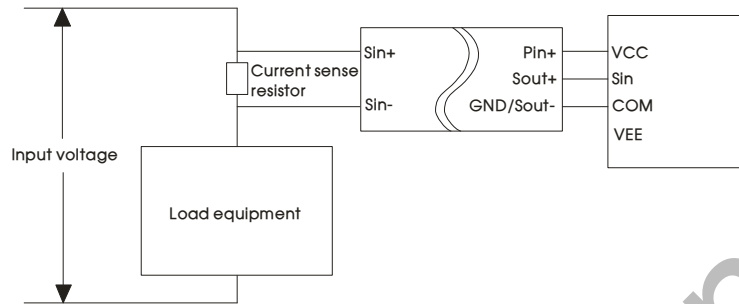 Sin+
Pin+
VCC
Current sense
resistor
Sout+
Sin
Sin-
GND/Sout-
COM
VEE
Input voltage
Load equipment